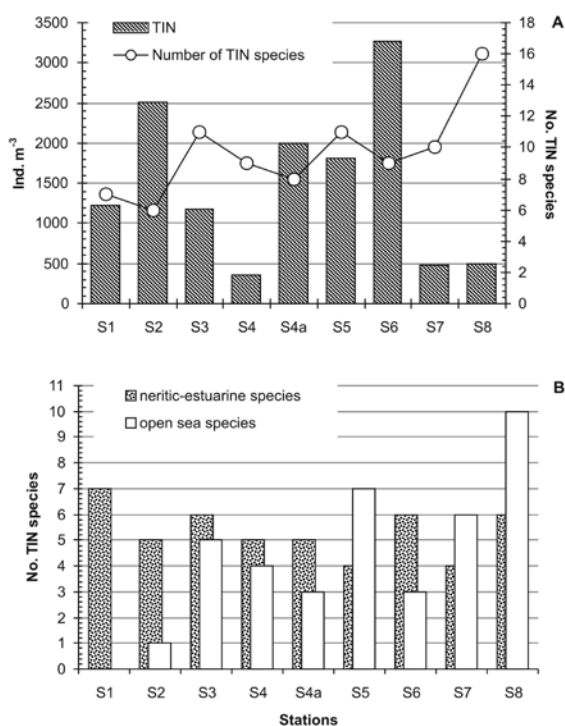 A
TIN
Number of TIN species
3500
3000
2500
2000
1500
1000
500
0
Ind. m-3
18
16
14
12
10
8
6
4
2
0
No. TIN
species
S1 S2 S3 S4 S4a S5 S6 S7 S8
B
neritic-estuarine species
open sea species
11
10
9
8
7
6
5
4
3
2
1
0
No. TIN species
S1 S2 S3 S4 S4a S5 S6 S7 S8
Stations